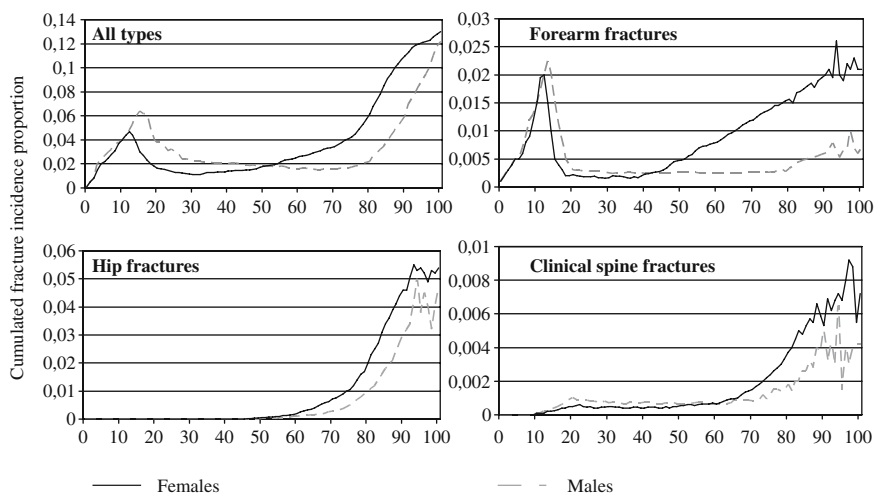 Cumulated fracture incidence proportion
All types
0,14
0,12
0,1
0,08
0,06
0,04
0,02
0
0 10 20 30 40 50 60 70 80 90 100
Forearm fractures
0,03
0,025
0,02
0,015
0,01
0,005
0
0 10 20 30 40 50 60 70 80 90 100
Hip fractures
0,06
0,05
0,04
0,03
0,02
0,01
0
0 10 20 30 40 50 60 70 80 90 100
Clinical spine fractures
0,01
0,008
0,006
0,004
0,002
0
0 10 20 30 40 50 60 70 80 90 100
Females
Males